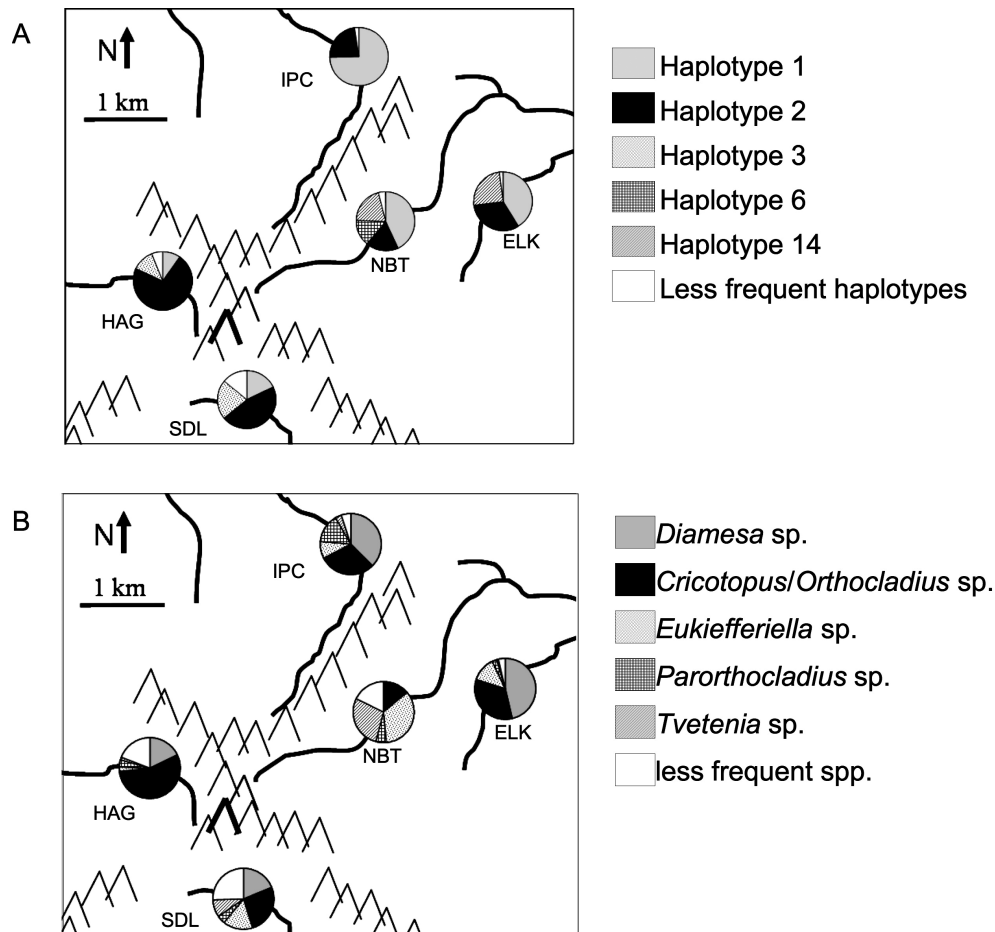 A
N
1 km
IPC
NBT
ELK
HAG
SDL
Haplotype 1
Haplotype 2
Haplotype 3
Haplotype 6
Haplotype 14
Less frequent haplotypes
B
N
1 km
IPC
NBT
ELK
HAG
SDL
Diamesa sp.
Cricotopus/Orthocladius sp.
Eukiefferiella sp.
Parorthocladius sp.
Tvetenia sp.
less frequent spp.